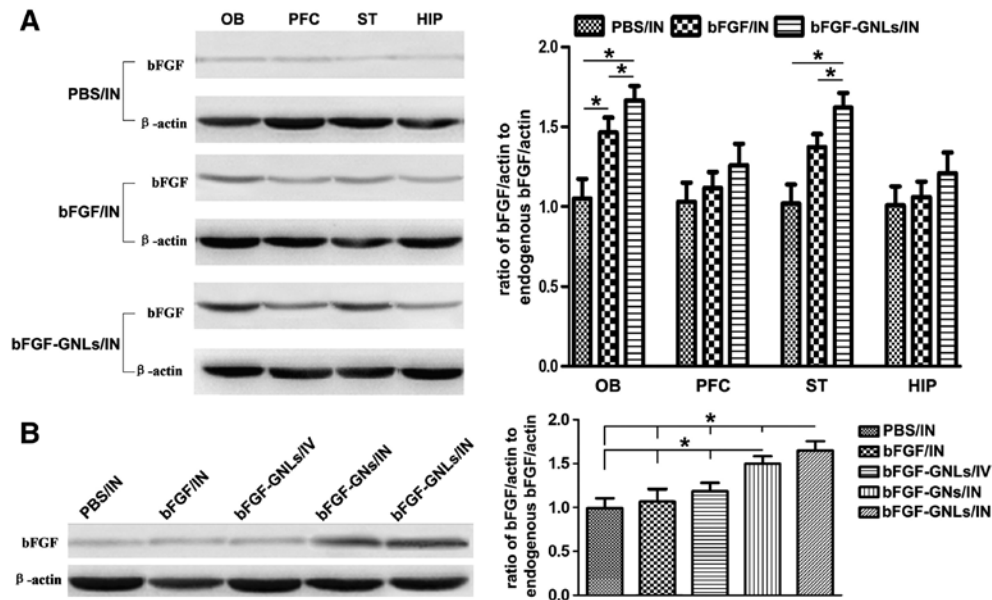 A
OB PFC ST HIP
bFGF
PBS/IN
β-actin
bFGF
bFGF/IN
β-actin
bFGF
bFGF-GNLs/IN
β-actin
PBS/IN bFGF/IN bFGF-GNLs/IN
ratio of bFGF/actin to
endogenous bFGF/actin
2.0
1.5
1.0
0.5
0.0
* * *
* *
OB PFC ST HIP
B
PBS/IN bFGF/IN bFGF-GNLs/IV bFGF-GNs/IN bFGF-GNLs/IN
bFGF
β-actin
ratio of bFGF/actin to
endogenous bFGF/actin
2.0
1.5
1.0
0.5
0.0
*
*
PBS/IN
bFGF/IN
bFGF-GNLs/IV
bFGF-GNs/IN
bFGF-GNLs/IN